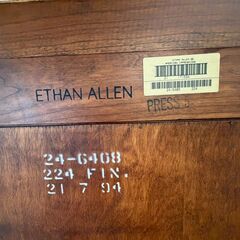 ETHAN ALLEN
PRESS
24-6408
224 FIN.
21 7 94